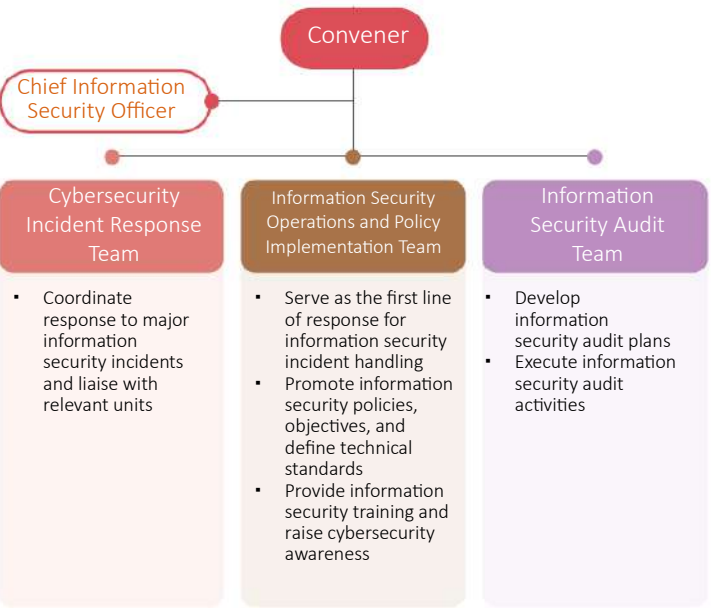 Convener
Chief Information
Security Officer
Cybersecurity
Incident Response
Team
▪ Coordinate
response to major
information
security incidents
and liaise with
relevant units
Information Security
Operations and Policy
Implementation Team
▪ Serve as the first line
of response for
information security
incident handling
▪ Promote information
security policies,
objectives, and
define technical
standards
▪ Provide information
security training and
raise cybersecurity
awareness
Information
Security Audit
Team
▪ Develop
information
security audit plans
▪ Execute information
security audit
activities